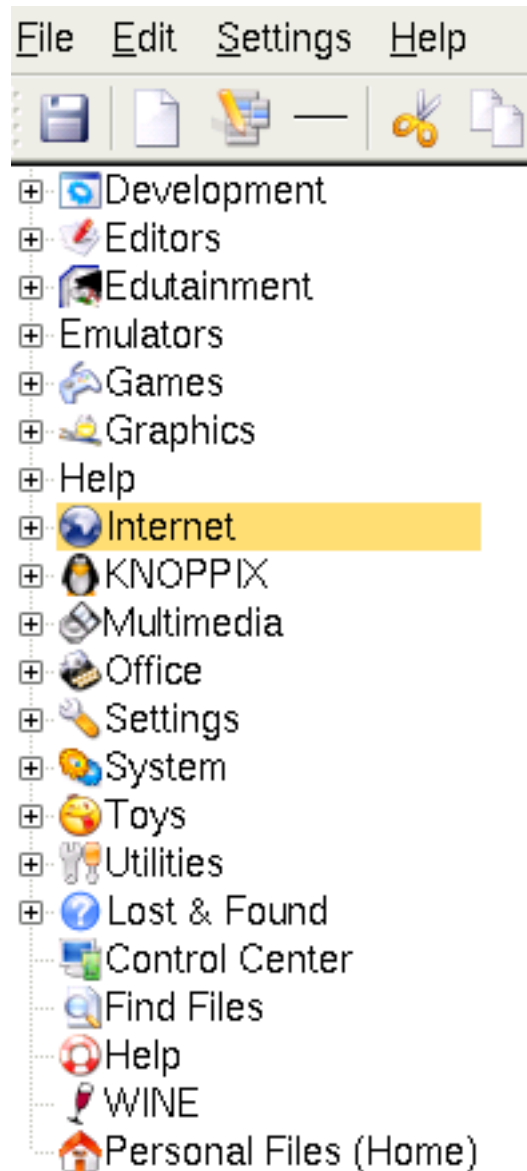 File Edit Settings Help
Development
Editors
Edutainment
Emulators
Games
Graphics
Help
Internet
KNOPPIX
Multimedia
Office
Settings
System
Toys
Utilities
Lost & Found
Control Center
Find Files
Help
WINE
Personal Files (Home)